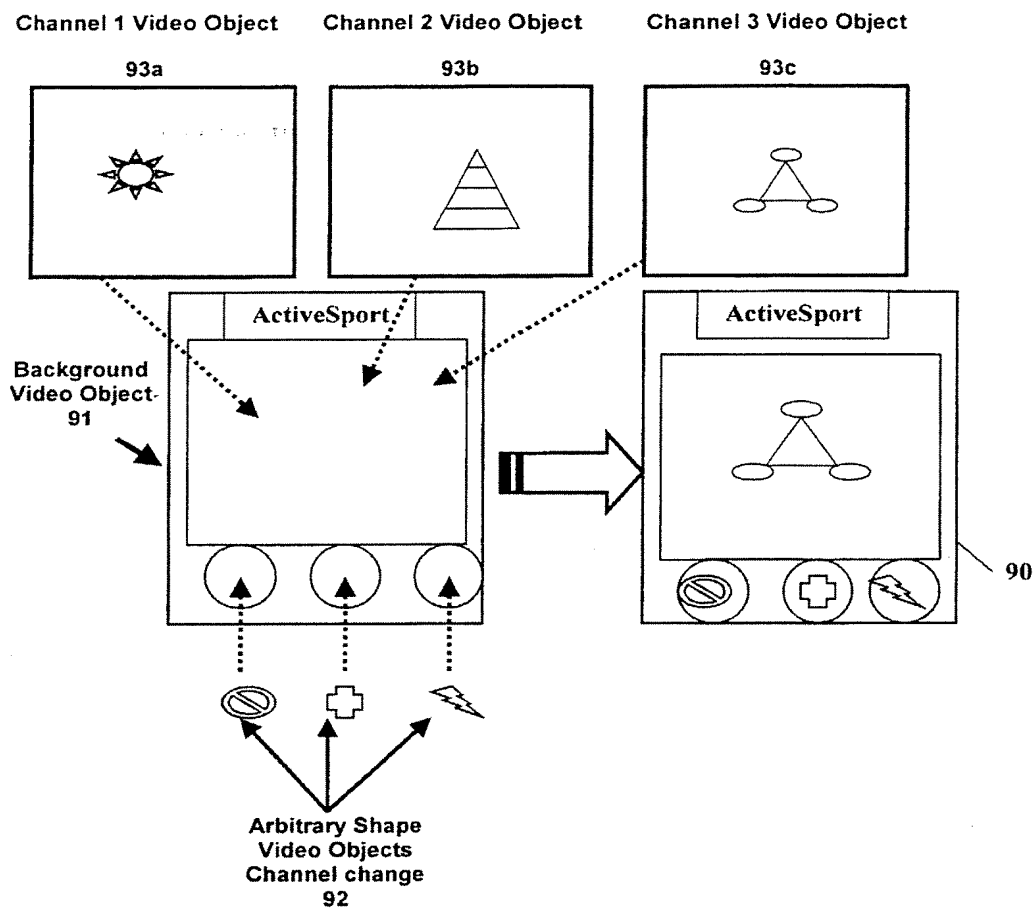 Channel 1 Video Object
Channel 2 Video Object
Channel 3 Video Object
93a
93b
93c
ActiveSport
ActiveSport
Background
Video Object
91
90
Arbitrary Shape
Video Objects
Channel change
92